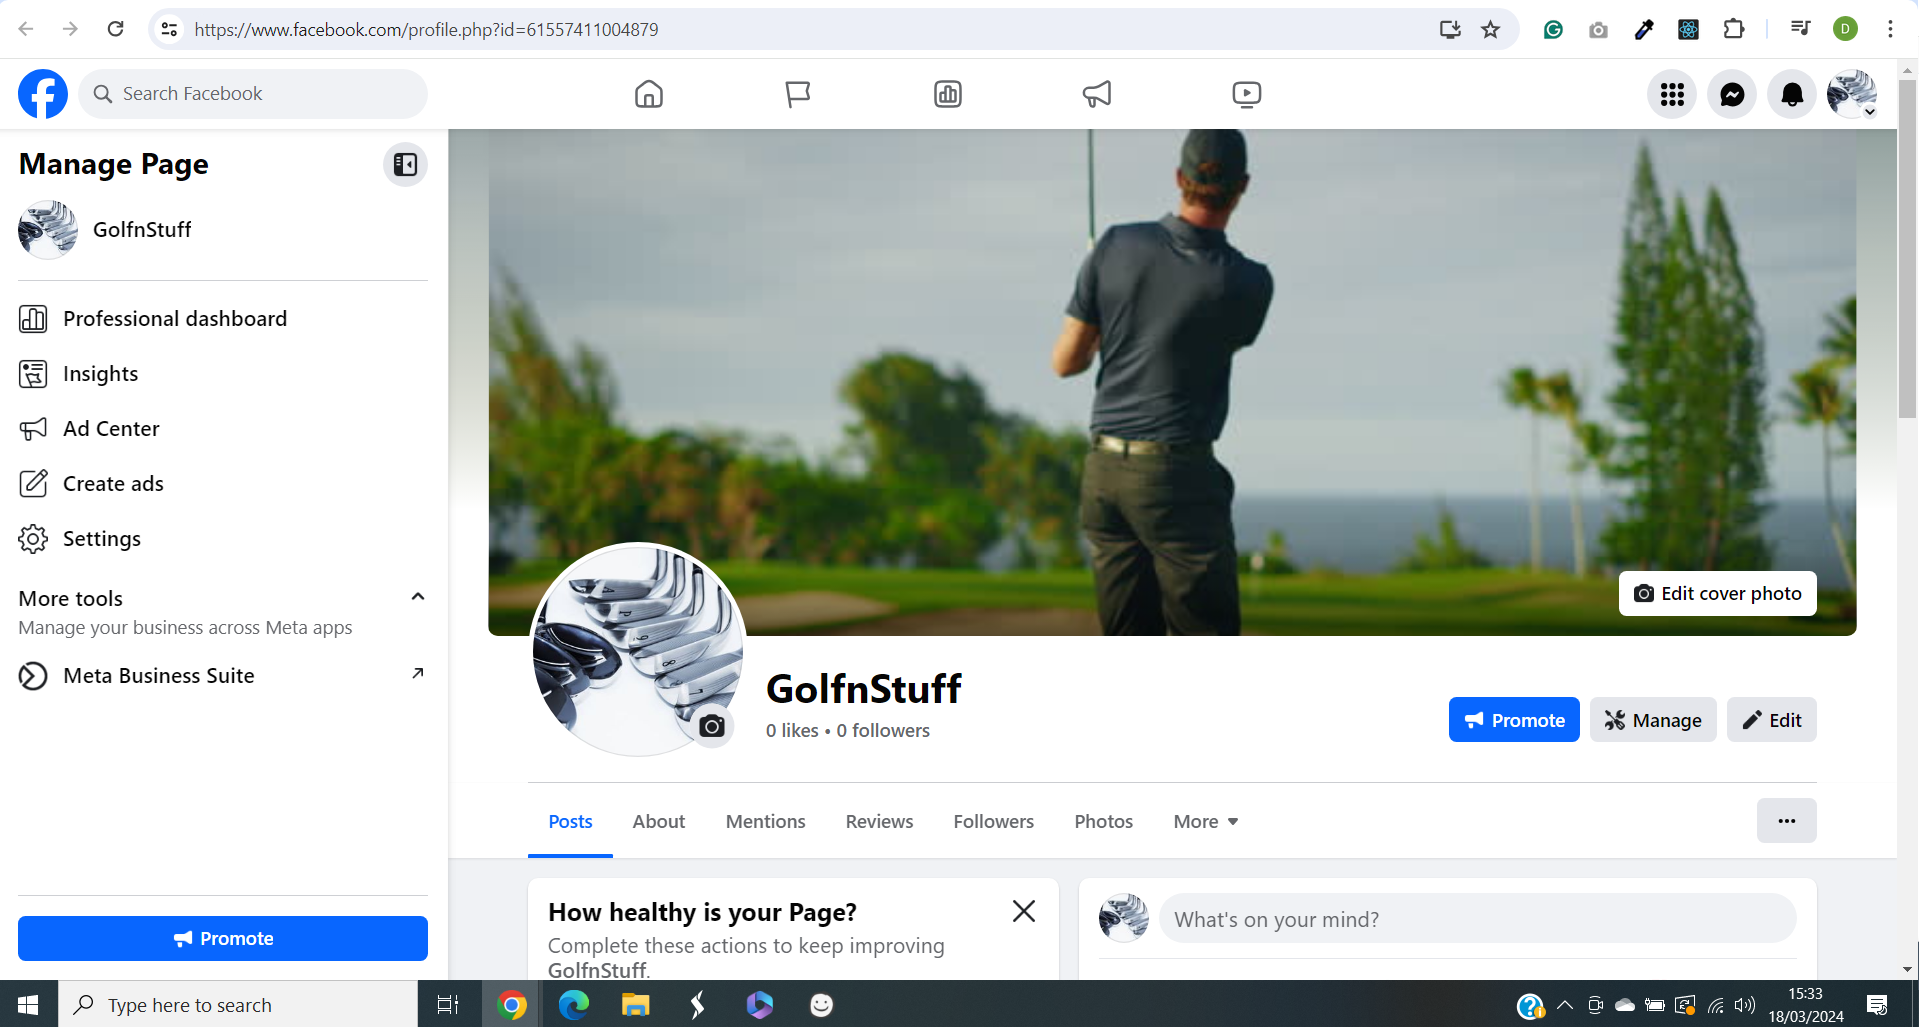 https://www.facebook.com/profile.php?id=61557411004879
D
Search Facebook
Manage Page
GolfnStuff
Professional dashboard
Insights
Ad Center
Create ads
Settings
More tools
Manage your business across Meta apps
Meta Business Suite
Promote
Edit cover photo
A
P
9
8
GolfnStuff
0 likes • 0 followers
Promote
Manage
Edit
Posts
About
Mentions
Reviews
Followers
Photos
More
How healthy is your Page?
Complete these actions to keep improving
GolfnStuff.
What's on your mind?
Type here to search
15:33
18/03/2024